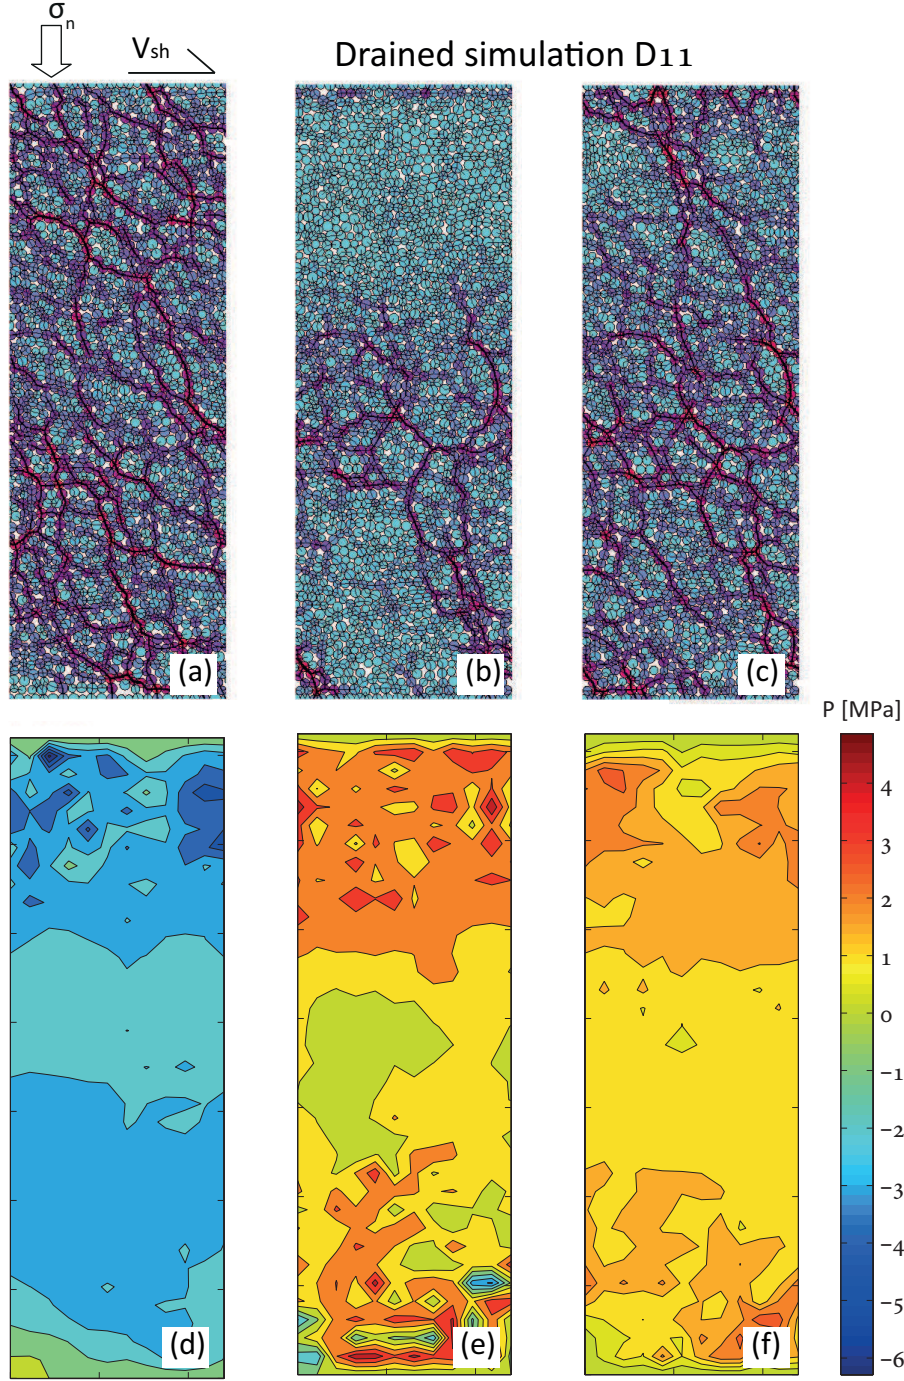 σn
Vsh
Drained simulation D11
(a)
(b)
(c)
P [MPa]
4
3
2
1
0
−1
−2
−3
−4
−5
−6
(d)
(e)
(f)